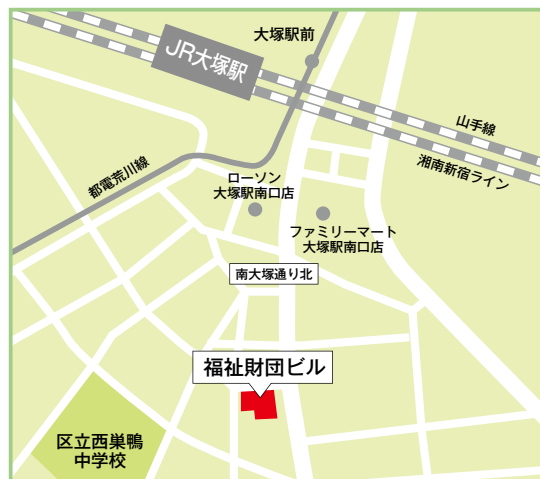 大塚駅前
JR大塚駅
山手線
湘南新宿ライン
都電荒川線
ローソン
大塚駅南口店
ファミリーマート
大塚駅南口店
南大塚通り北
福祉財団ビル
区立西巣鴨
中学校